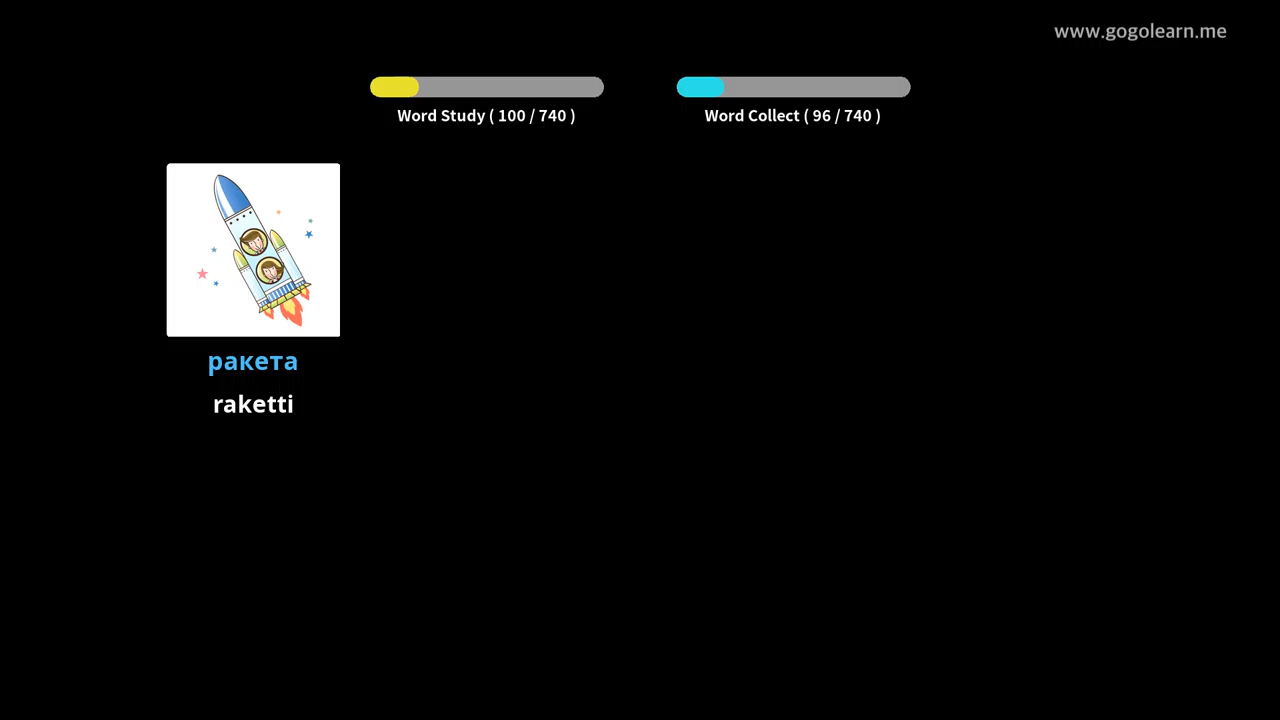 www.gogolearn.me
Word Study ( 100 / 740 )
Word Collect ( 96 / 740 )
ракета
raketti